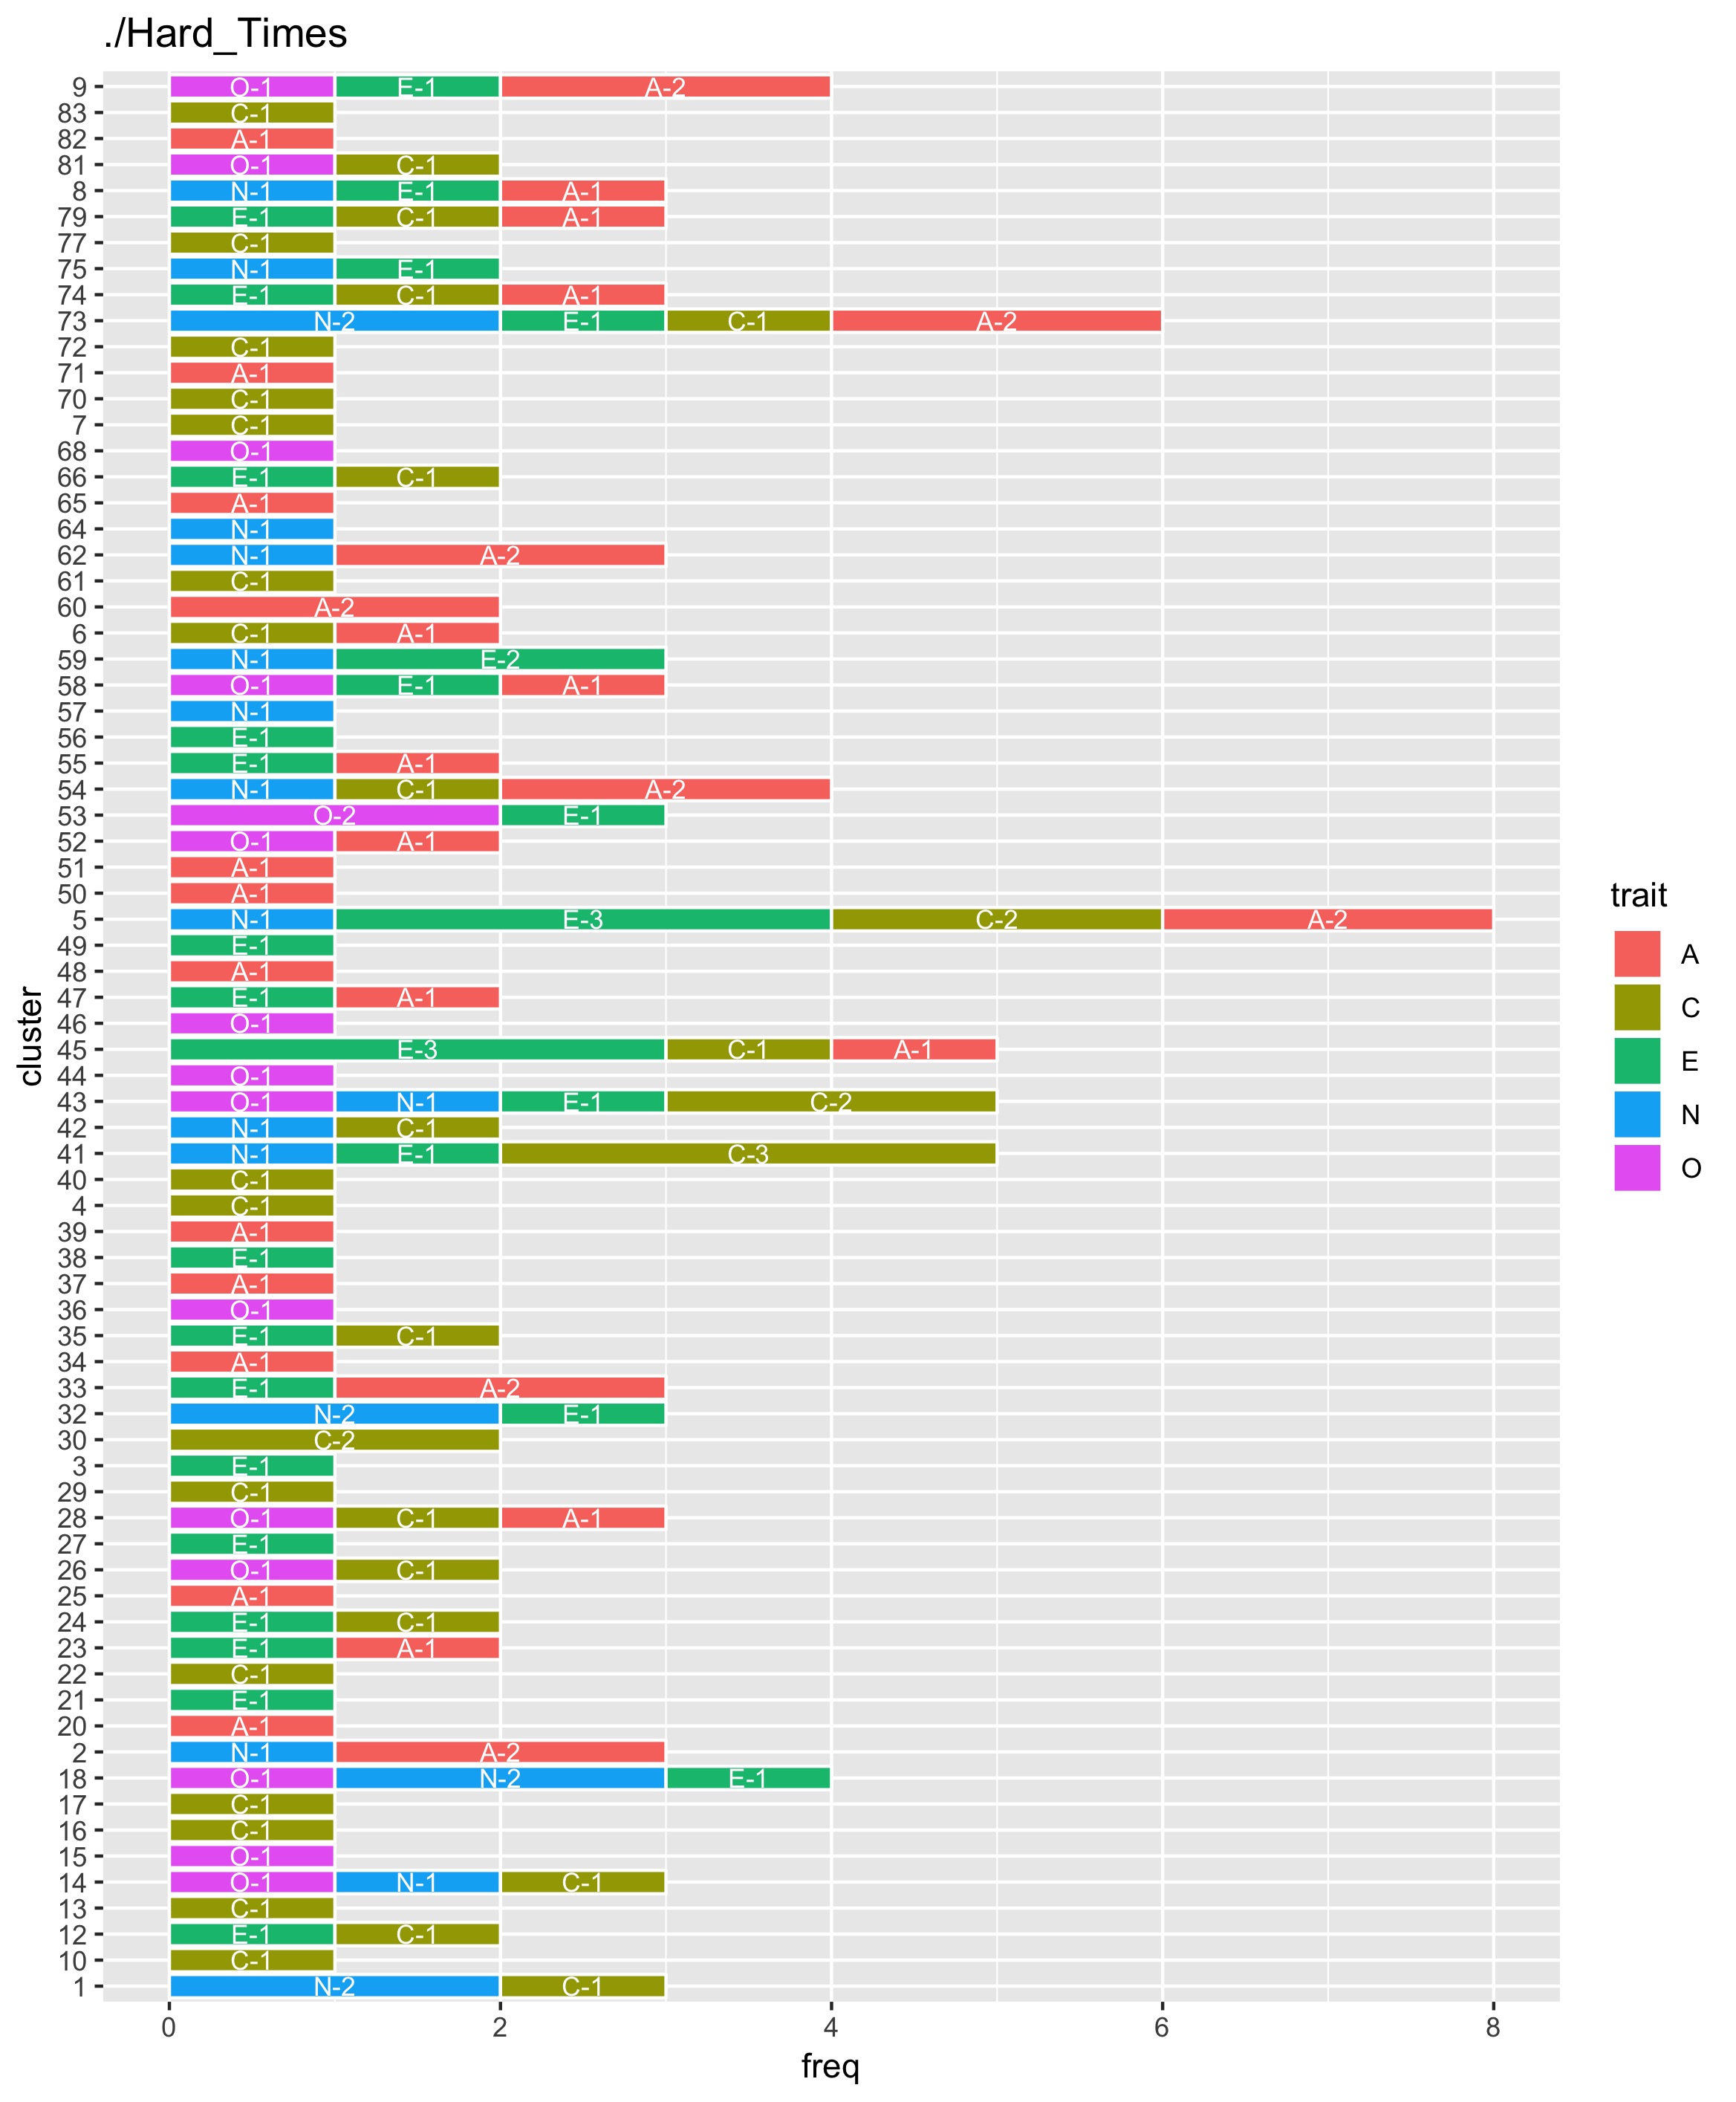 ./Hard_Times
9 O-1 E-1 A-2
83 C-1
82 A-1
81 O-1 C-1
8 N-1 E-1 A-1
79 E-1 C-1 A-1
77 C-1
75 N-1 E-1
74 E-1 C-1 A-1
73 N-2 E-1 C-1 A-2
72 C-1
71 A-1
70 C-1
7 C-1
68 O-1
66 E-1 C-1
65 A-1
64 N-1
62 N-1 A-2
61 C-1
60 A-2
6 C-1 A-1
59 N-1 E-2
58 O-1 E-1 A-1
57 N-1
56 E-1
55 E-1 A-1
54 N-1 C-1 A-2
53 O-2 E-1
52 O-1 A-1
51 A-1
50 A-1
5 N-1 E-3 C-2 A-2
49 E-1
48 A-1
47 E-1 A-1
46 O-1
45 E-3 C-1 A-1
44 O-1
43 O-1 N-1 E-1 C-2
42 N-1 C-1
41 N-1 E-1 C-3
40 C-1
4 C-1
39 A-1
38 E-1
37 A-1
36 O-1
35 E-1 C-1
34 A-1
33 E-1 A-2
32 N-2 E-1
30 C-2
3 E-1
29 C-1
28 O-1 C-1 A-1
27 E-1
26 O-1 C-1
25 A-1
24 E-1 C-1
23 E-1 A-1
22 C-1
21 E-1
20 A-1
2 N-1 A-2
18 O-1 N-2 E-1
17 C-1
16 C-1
15 O-1
14 O-1 N-1 C-1
13 C-1
12 E-1 C-1
10 C-1
1 N-2 C-1
0 2 4 6 8
freq
cluster
trait
A
C
E
N
O